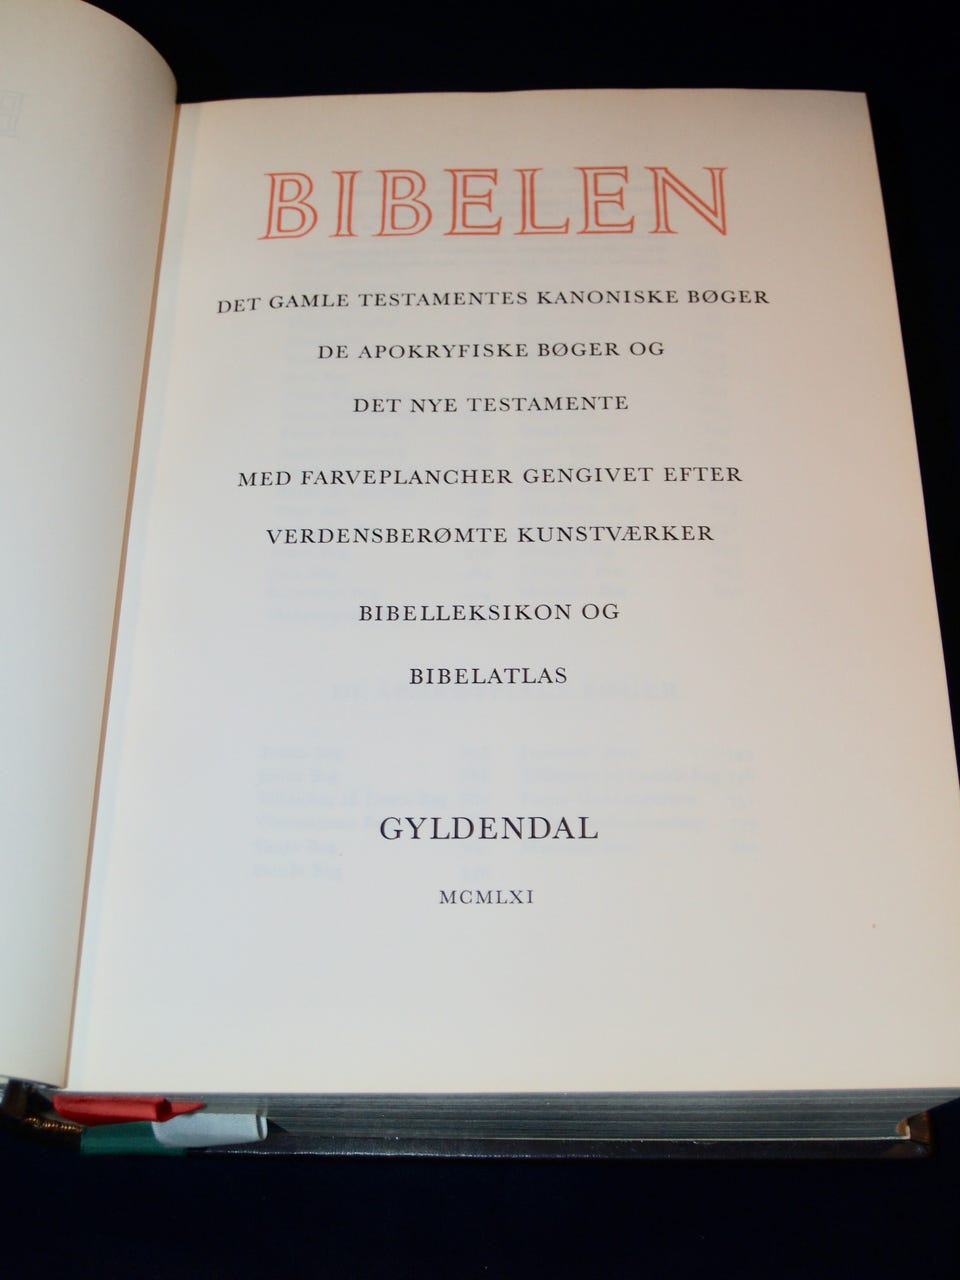 BIBELEN
DET GAMLE TESTAMENTES KANONISKE BØGER
DE APOKRYFISKE BØGER OG
DET NYE TESTAMENTE
MED FARVEPLANCHER GENGIVET EFTER
VERDENSBERØMTE KUNSTVÆRKER
BIBELLEKSIKON OG
BIBELATLAS
GYLDENDAL
MCMLXI